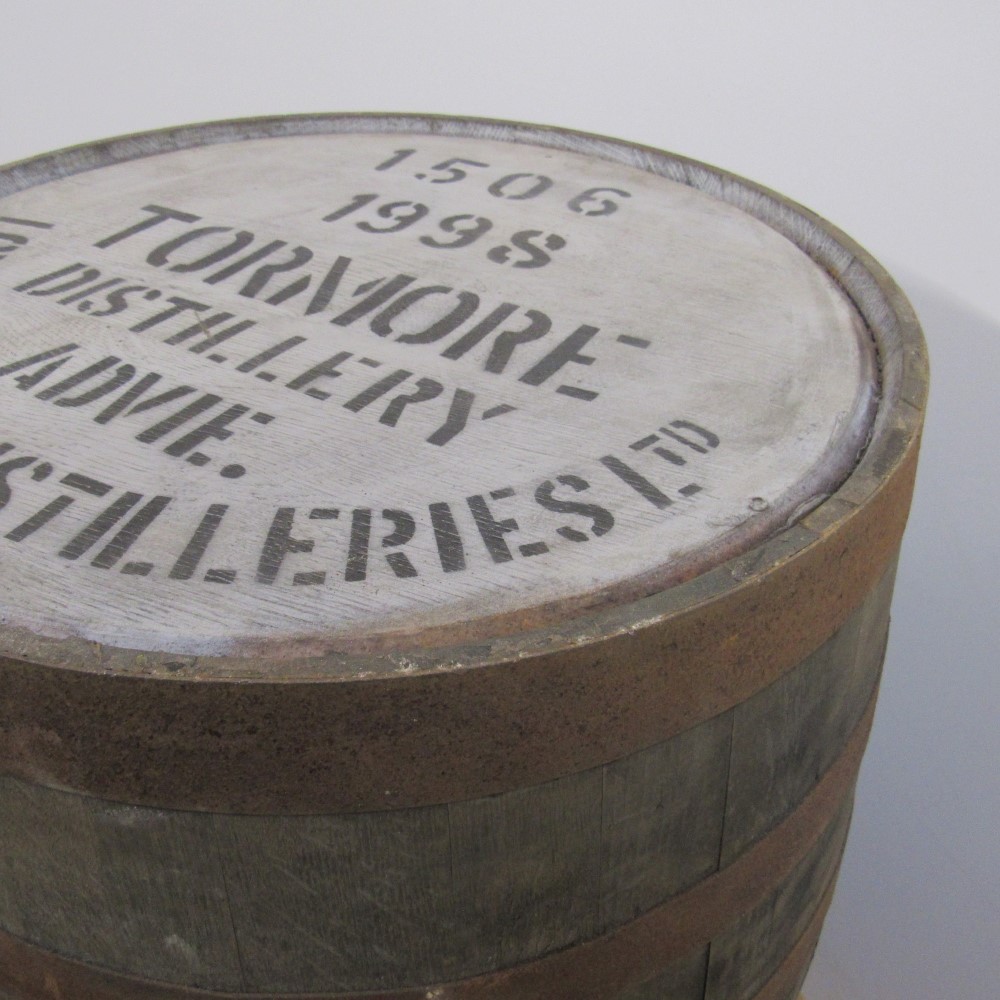 1506
1998
TORMORE
DISTILLERY
ADVIE.
STILLERIES LTD